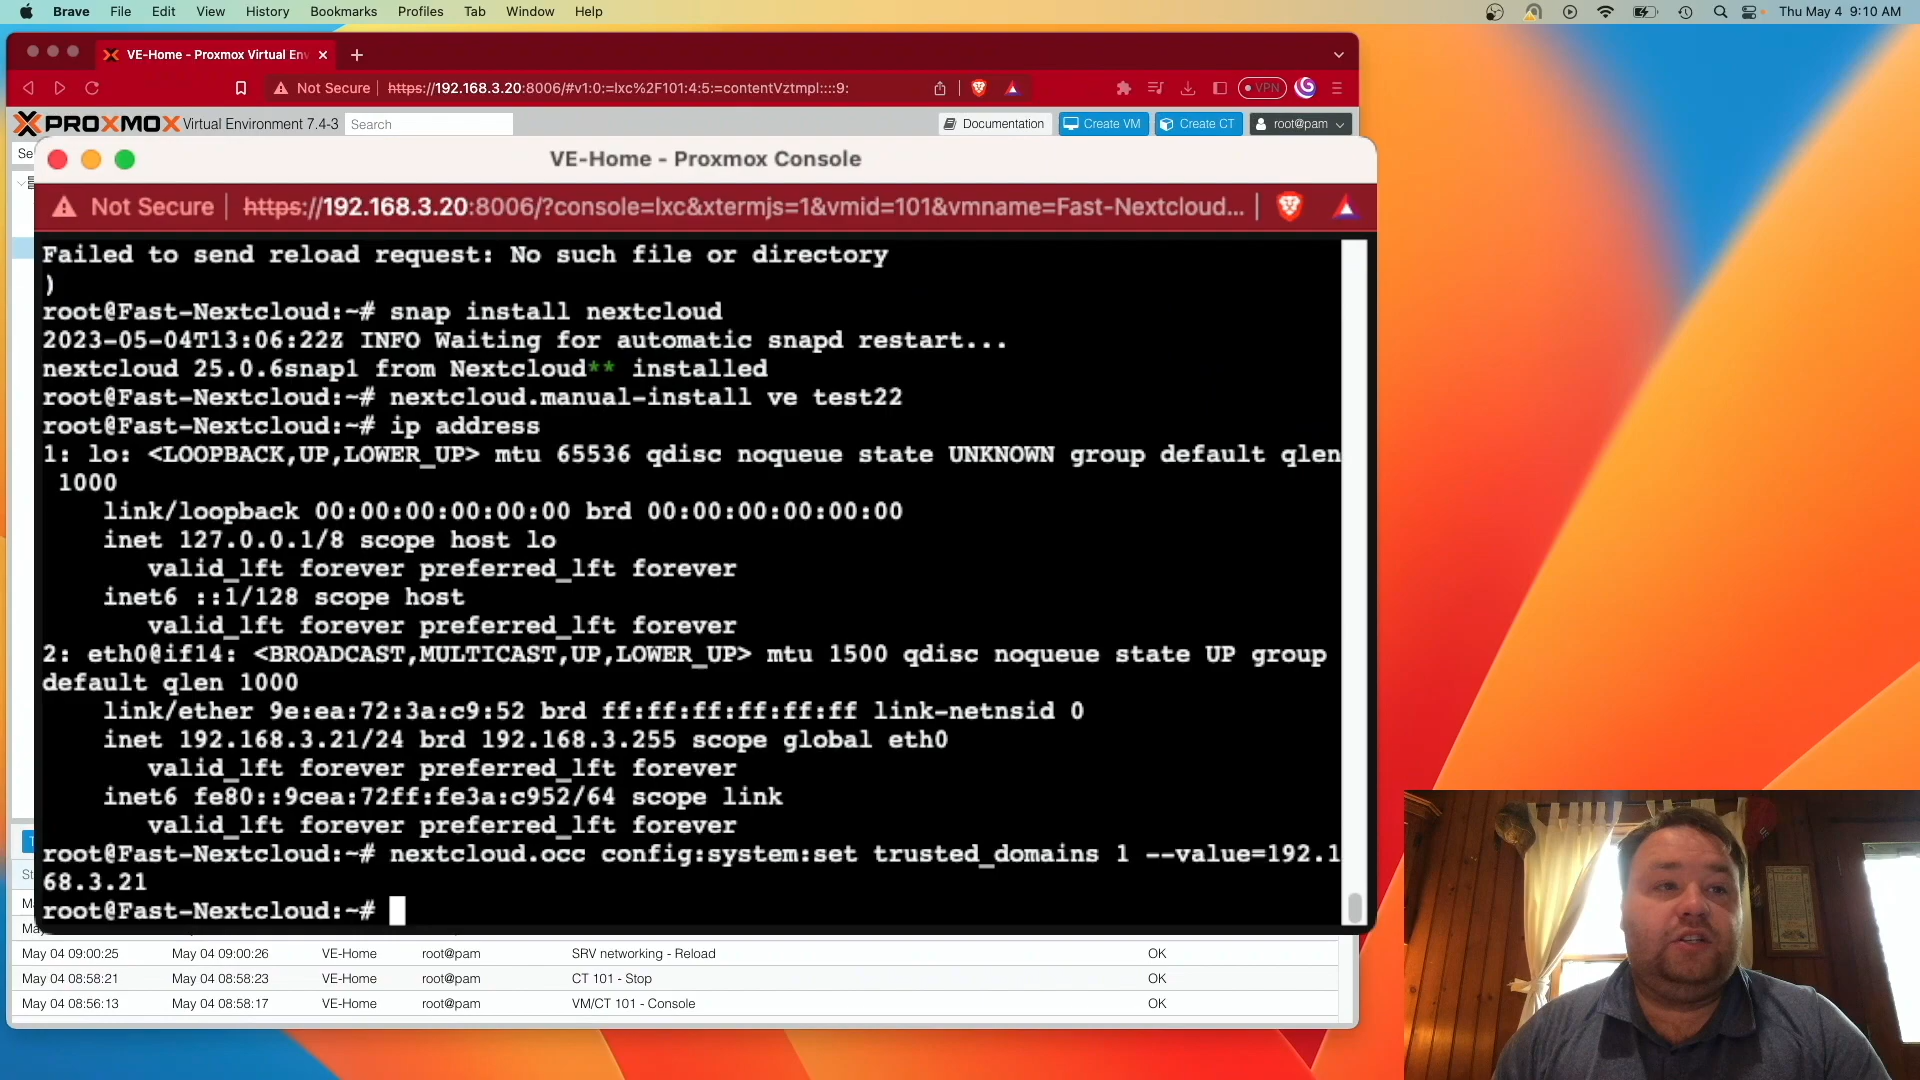 Brave File Edit View History Bookmarks Profiles Tab Window Help Thu May 4 9:10 AM
VE-Home - Proxmox Virtual En
Not Secure https://192.168.3.20:8006/#v1:0:=lxc%2F101:4:5:=contentVztmpl::::9: VPN
PROXMOX Virtual Environment 7.4-3 Search Documentation Create VM Create CT root@pam
Se
VE-Home - Proxmox Console
Not Secure https://192.168.3.20:8006/?console=lxc&xtermjs=1&vmid=101&vmname=Fast-Nextcloud...
Failed to send reload request: No such file or directory
)
root@Fast-Nextcloud:~# snap install nextcloud
2023-05-04T13:06:22Z INFO Waiting for automatic snapd restart...
nextcloud 25.0.6snap1 from Nextcloud** installed
root@Fast-Nextcloud:~# nextcloud.manual-install ve test22
root@Fast-Nextcloud:~# ip address
1: lo: <LOOPBACK,UP,LOWER_UP> mtu 65536 qdisc noqueue state UNKNOWN group default qlen
1000
link/loopback 00:00:00:00:00:00 brd 00:00:00:00:00:00
inet 127.0.0.1/8 scope host lo
valid_lft forever preferred_lft forever
inet6 ::1/128 scope host
valid_lft forever preferred_lft forever
2: eth0@if14: <BROADCAST,MULTICAST,UP,LOWER_UP> mtu 1500 qdisc noqueue state UP group
default qlen 1000
link/ether 9e:ea:72:3a:c9:52 brd ff:ff:ff:ff:ff:ff link-netnsid 0
inet 192.168.3.21/24 brd 192.168.3.255 scope global eth0
valid_lft forever preferred_lft forever
inet6 fe80::9cea:72ff:fe3a:c952/64 scope link
valid_lft forever preferred_lft forever
root@Fast-Nextcloud:~# nextcloud.occ config:system:set trusted_domains 1 --value=192.1
68.3.21
root@Fast-Nextcloud:~#
St
Ma
Ma
May 04 09:00:25 May 04 09:00:26 VE-Home root@pam SRV networking - Reload OK
May 04 08:58:21 May 04 08:58:23 VE-Home root@pam CT 101 - Stop OK
May 04 08:56:13 May 04 08:58:17 VE-Home root@pam VM/CT 101 - Console OK